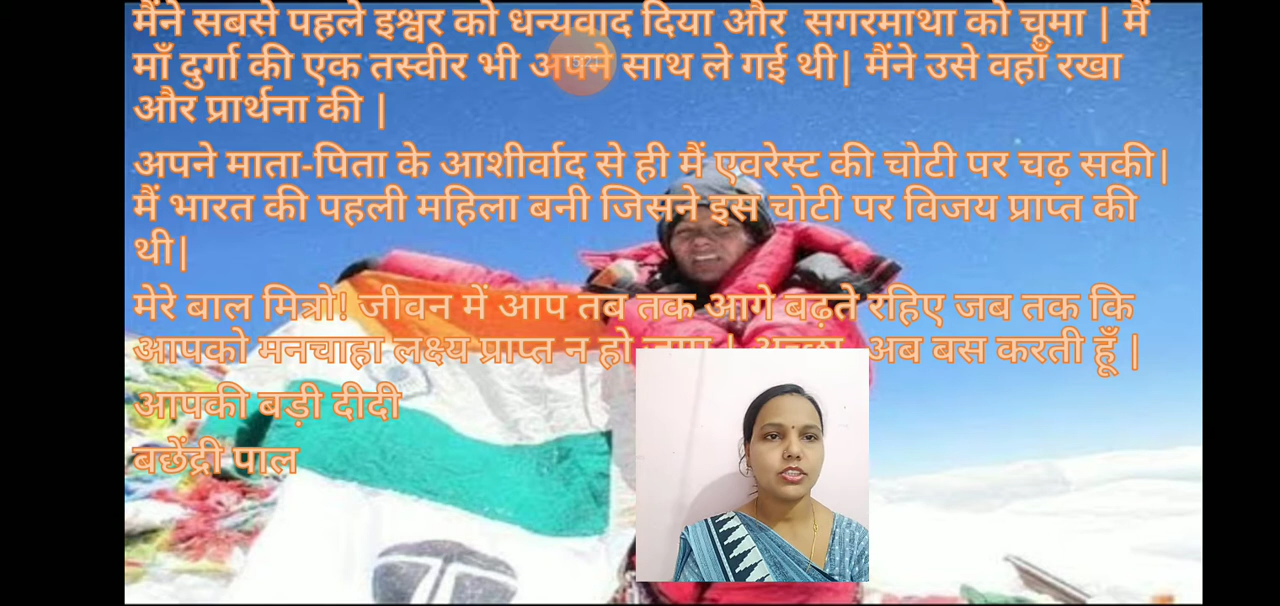 मैंने सबसे पहले इश्वर को धन्यवाद दिया और सगरमाथा को चूमा | मैं
माँ दुर्गा की एक तस्वीर भी अपने साथ ले गई थी| मैंने उसे वहाँ रखा
और प्रार्थना की |
अपने माता-पिता के आशीर्वाद से ही मैं एवरेस्ट की चोटी पर चढ़ सकी|
मैं भारत की पहली महिला बनी जिसने इस चोटी पर विजय प्राप्त की
थी|
मेरे बाल मित्रो! जीवन में आप तब तक आगे बढ़ते रहिए जब तक कि
आपको मनचाहा लक्ष्य प्राप्त न हो अब बस करती हूँ |
आपकी बड़ी दीदी
बछेंद्री पाल